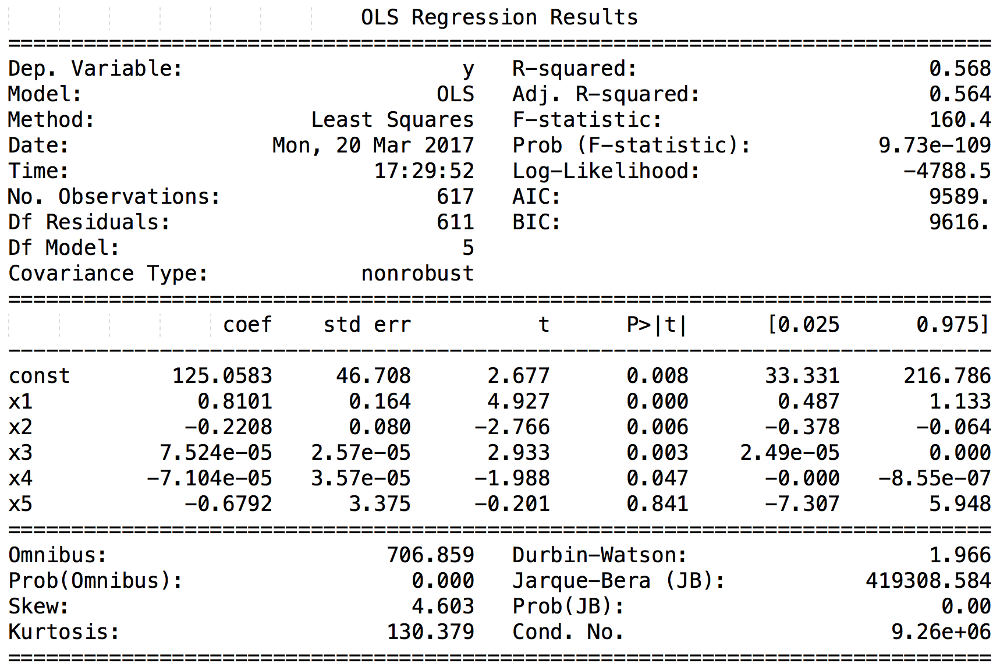 OLS Regression Results
==============================================================================
Dep. Variable:                      y   R-squared:                       0.568
Model:                            OLS   Adj. R-squared:                  0.564
Method:                 Least Squares   F-statistic:                     160.4
Date:                Mon, 20 Mar 2017   Prob (F-statistic):          9.73e-109
Time:                        17:29:52   Log-Likelihood:                -4788.5
No. Observations:                 617   AIC:                             9589.
Df Residuals:                     611   BIC:                             9616.
Df Model:                           5
Covariance Type:            nonrobust
==============================================================================
                 coef    std err          t      P>|t|      [0.025      0.975]
------------------------------------------------------------------------------
const        125.0583     46.708      2.677      0.008      33.331     216.786
x1             0.8101      0.164      4.927      0.000       0.487       1.133
x2            -0.2208      0.080     -2.766      0.006      -0.378      -0.064
x3          7.524e-05   2.57e-05      2.933      0.003    2.49e-05       0.000
x4         -7.104e-05   3.57e-05     -1.988      0.047      -0.000   -8.55e-07
x5            -0.6792      3.375     -0.201      0.841      -7.307       5.948
==============================================================================
Omnibus:                      706.859   Durbin-Watson:                   1.966
Prob(Omnibus):                  0.000   Jarque-Bera (JB):           419308.584
Skew:                           4.603   Prob(JB):                         0.00
Kurtosis:                     130.379   Cond. No.                     9.26e+06
==============================================================================